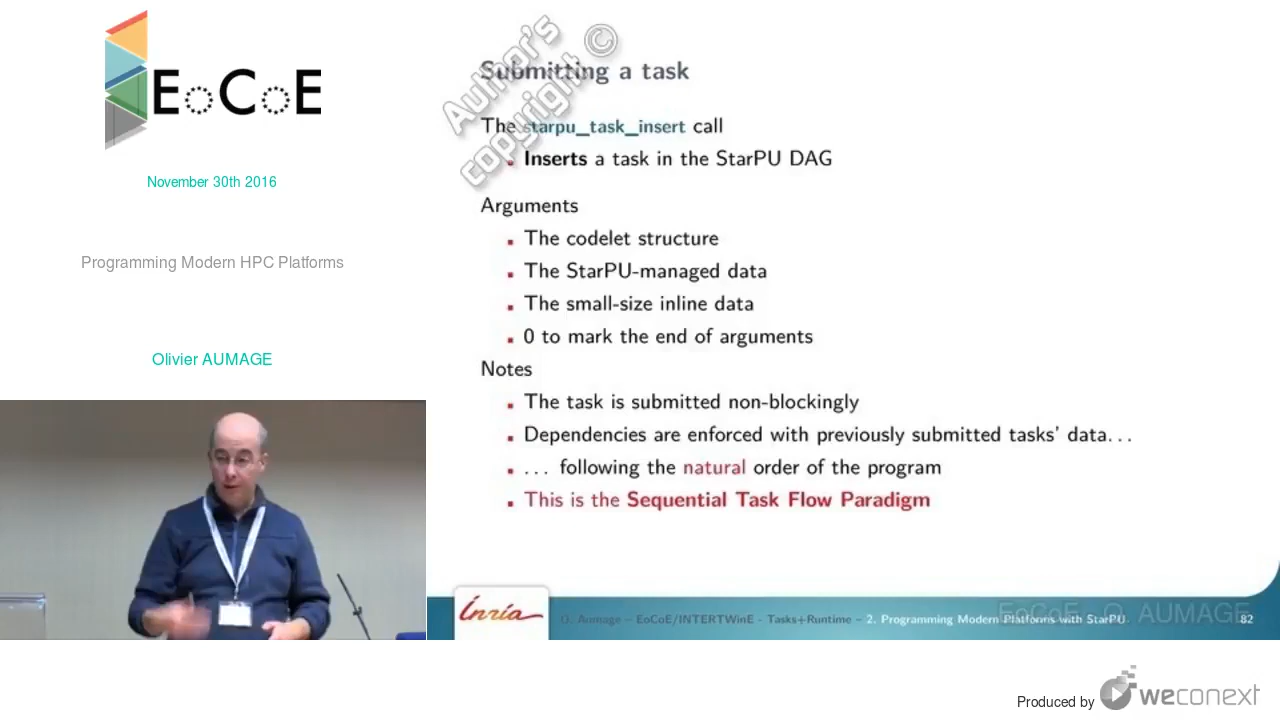 EoCoE
November 30th 2016
Programming Modern HPC Platforms
Olivier AUMAGE
Author's
copyright ©
Submitting a task
The starpu_task_insert call
Inserts a task in the StarPU DAG
Arguments
The codelet structure
The StarPU-managed data
The small-size inline data
0 to mark the end of arguments
Notes
The task is submitted non-blockingly
Dependencies are enforced with previously submitted tasks' data...
... following the natural order of the program
This is the Sequential Task Flow Paradigm
Inria
O. Aumage – EoCoE/INTERTWinE - Tasks+Runtime – 2. Programming Modern Platforms with StarPU
EoCoE - O. AUMAGE
82
Produced by weconext